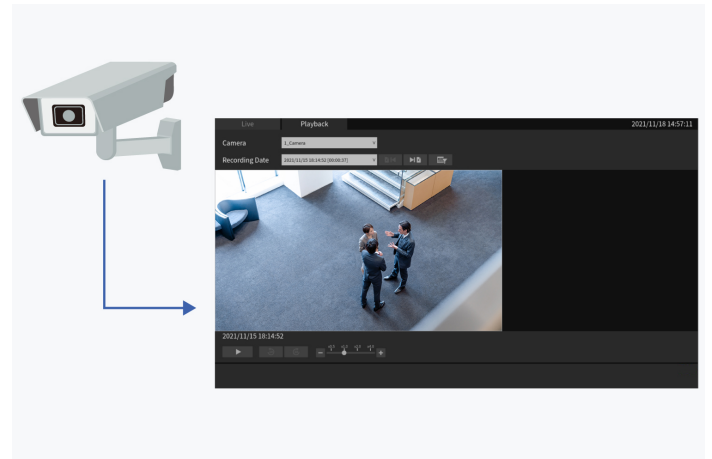 Live Playback 2021/11/18 14:57:11
Camera 1_Camera
Recording Date 2021/11/15 18:14:52 [00:00:37]
2021/11/15 18:14:52